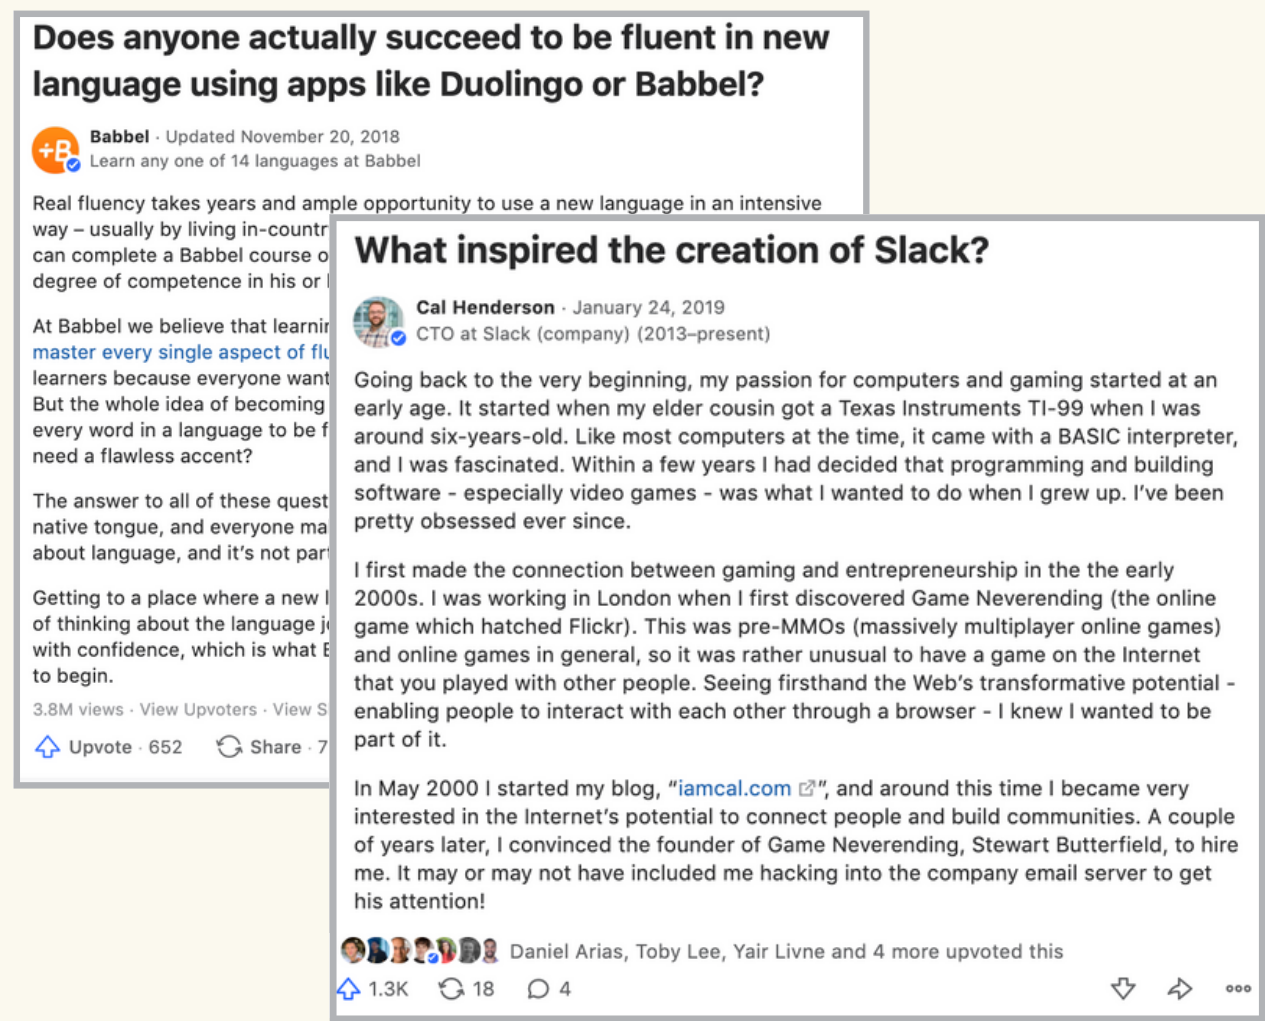 Does anyone actually succeed to be fluent in new
language using apps like Duolingo or Babbel?
+B
Babbel · Updated November 20, 2018
Learn any one of 14 languages at Babbel
Real fluency takes years and ample opportunity to use a new language in an intensive
way – usually by living in-countr
can complete a Babbel course o
degree of competence in his or
At Babbel we believe that learnin
master every single aspect of flu
learners because everyone want
But the whole idea of becoming
every word in a language to be f
need a flawless accent?
The answer to all of these quest
native tongue, and everyone ma
about language, and it's not part
Getting to a place where a new l
of thinking about the language jo
with confidence, which is what B
to begin.
3.8M views · View Upvoters · View S
Upvote · 652 Share · 7
What inspired the creation of Slack?
Cal Henderson · January 24, 2019
CTO at Slack (company) (2013–present)
Going back to the very beginning, my passion for computers and gaming started at an
early age. It started when my elder cousin got a Texas Instruments TI-99 when I was
around six-years-old. Like most computers at the time, it came with a BASIC interpreter,
and I was fascinated. Within a few years I had decided that programming and building
software - especially video games - was what I wanted to do when I grew up. I've been
pretty obsessed ever since.
I first made the connection between gaming and entrepreneurship in the the early
2000s. I was working in London when I first discovered Game Neverending (the online
game which hatched Flickr). This was pre-MMOs (massively multiplayer online games)
and online games in general, so it was rather unusual to have a game on the Internet
that you played with other people. Seeing firsthand the Web's transformative potential -
enabling people to interact with each other through a browser - I knew I wanted to be
part of it.
In May 2000 I started my blog, "iamcal.com", and around this time I became very
interested in the Internet's potential to connect people and build communities. A couple
of years later, I convinced the founder of Game Neverending, Stewart Butterfield, to hire
me. It may or may not have included me hacking into the company email server to get
his attention!
Daniel Arias, Toby Lee, Yair Livne and 4 more upvoted this
1.3K 18 4